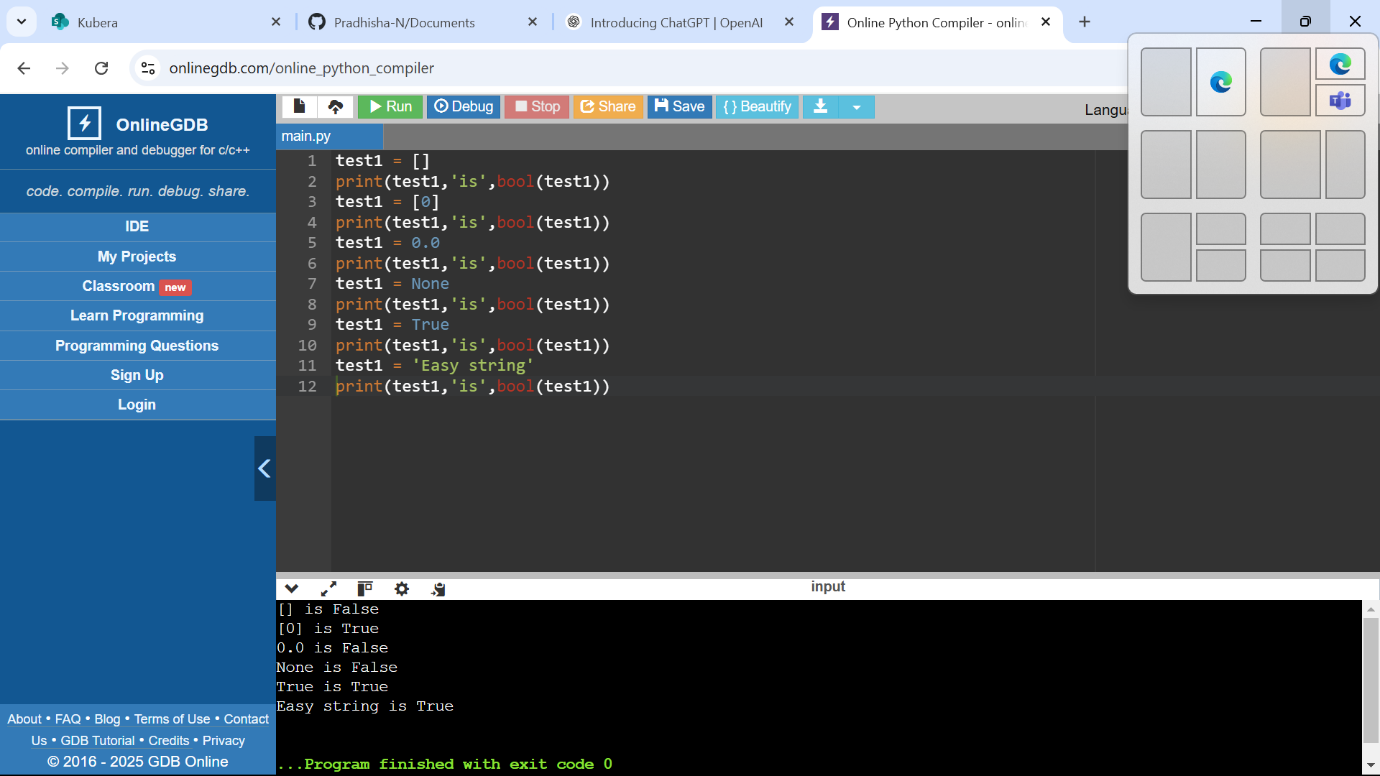 Kubera
Pradhisha-N/Documents
Introducing ChatGPT | OpenAI
Online Python Compiler - onlin
onlinegdb.com/online_python_compiler
OnlineGDB
online compiler and debugger for c/c++
code. compile. run. debug. share.
IDE
My Projects
Classroom new
Learn Programming
Programming Questions
Sign Up
Login
About • FAQ • Blog • Terms of Use • Contact
Us • GDB Tutorial • Credits • Privacy
© 2016 - 2025 GDB Online
Run Debug Stop Share Save { } Beautify
Langu
main.py
1 test1 = []
2 print(test1,'is',bool(test1))
3 test1 = [0]
4 print(test1,'is',bool(test1))
5 test1 = 0.0
6 print(test1,'is',bool(test1))
7 test1 = None
8 print(test1,'is',bool(test1))
9 test1 = True
10 print(test1,'is',bool(test1))
11 test1 = 'Easy string'
12 print(test1,'is',bool(test1))
input
[] is False
[0] is True
0.0 is False
None is False
True is True
Easy string is True
...Program finished with exit code 0